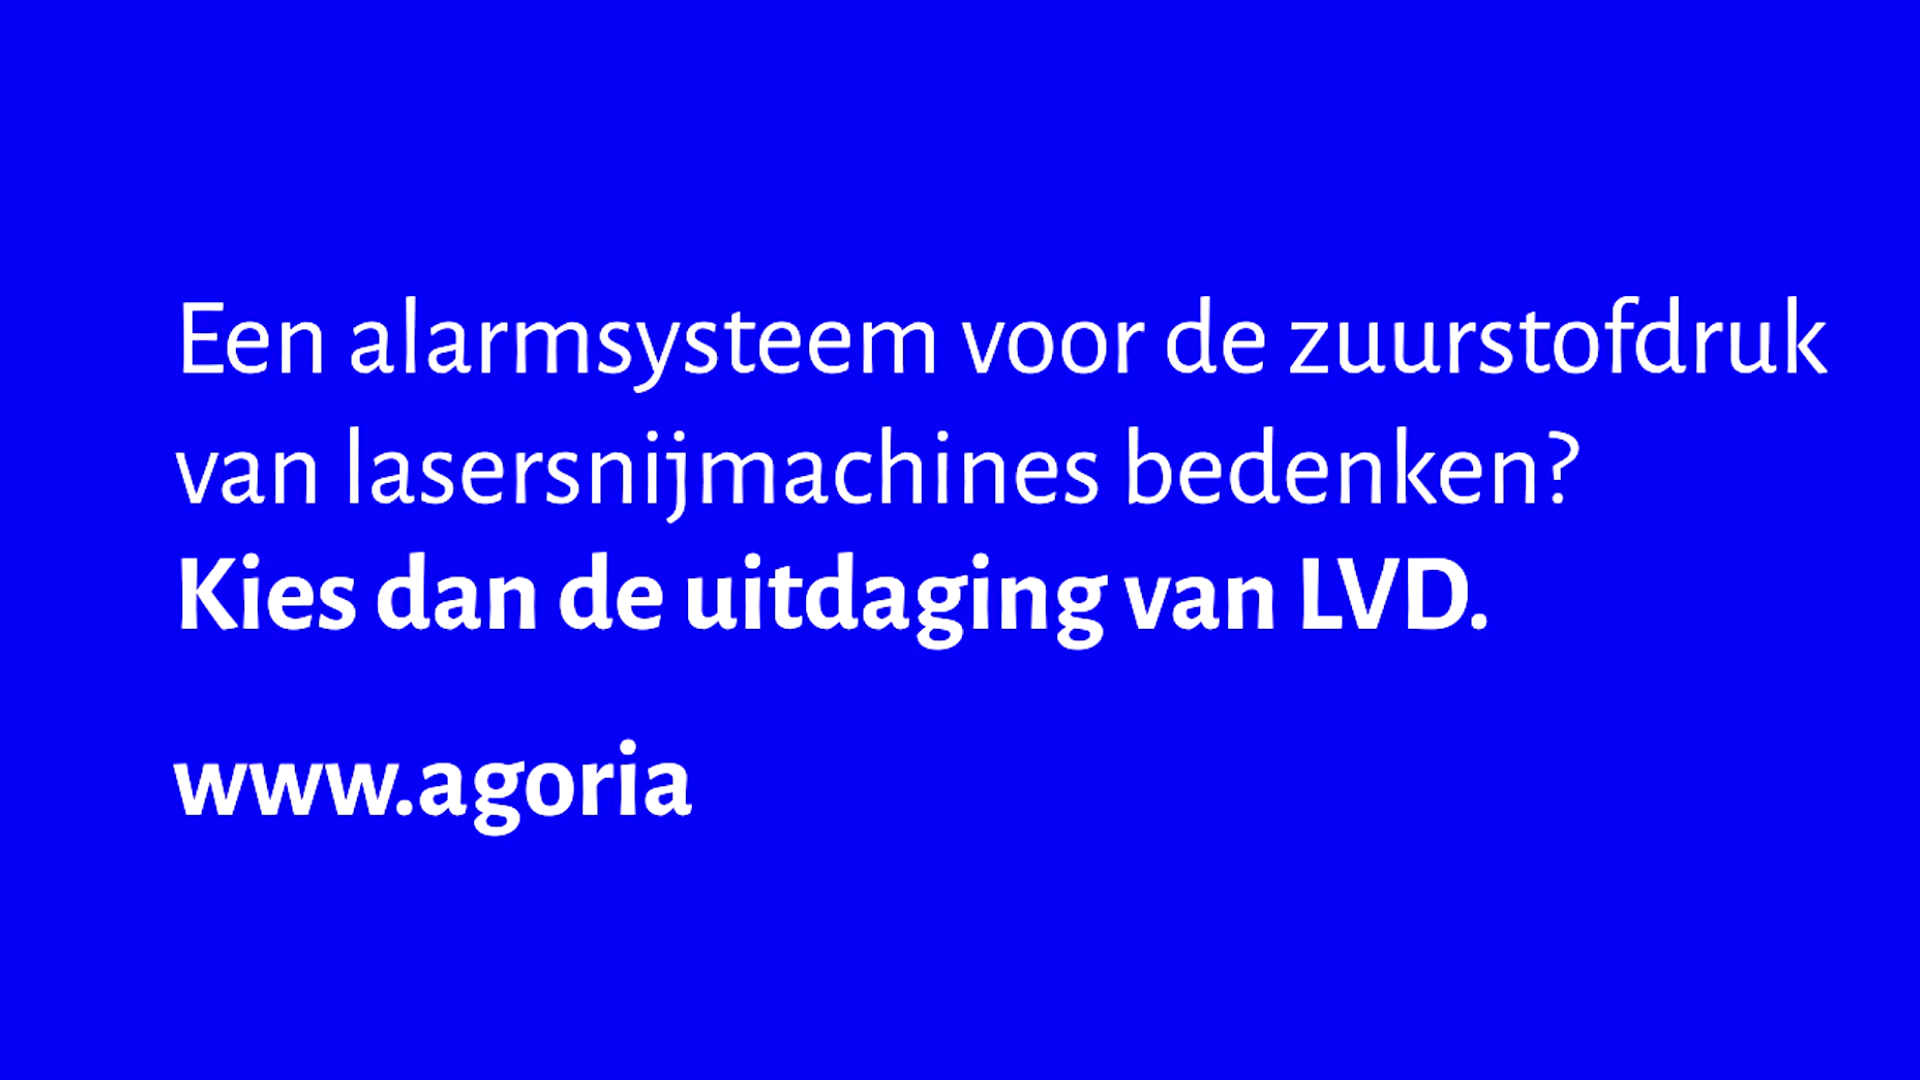 Een alarmsysteem voor de zuurstofdruk
van lasersnijmachines bedenken?
Kies dan de uitdaging van LVD.
www.agoria